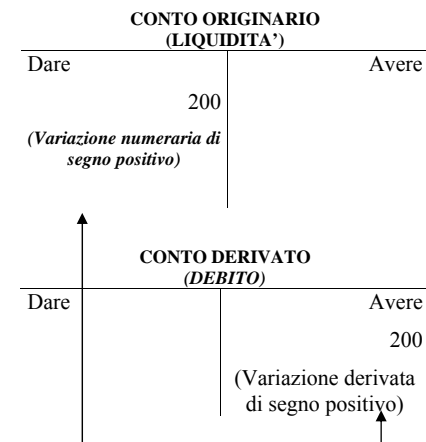 CONTO ORIGINARIO
(LIQUIDITA’)
Dare Avere
200
(Variazione numeraria di
segno positivo)
CONTO DERIVATO
(DEBITO)
Dare Avere
200
(Variazione derivata
di segno positivo)